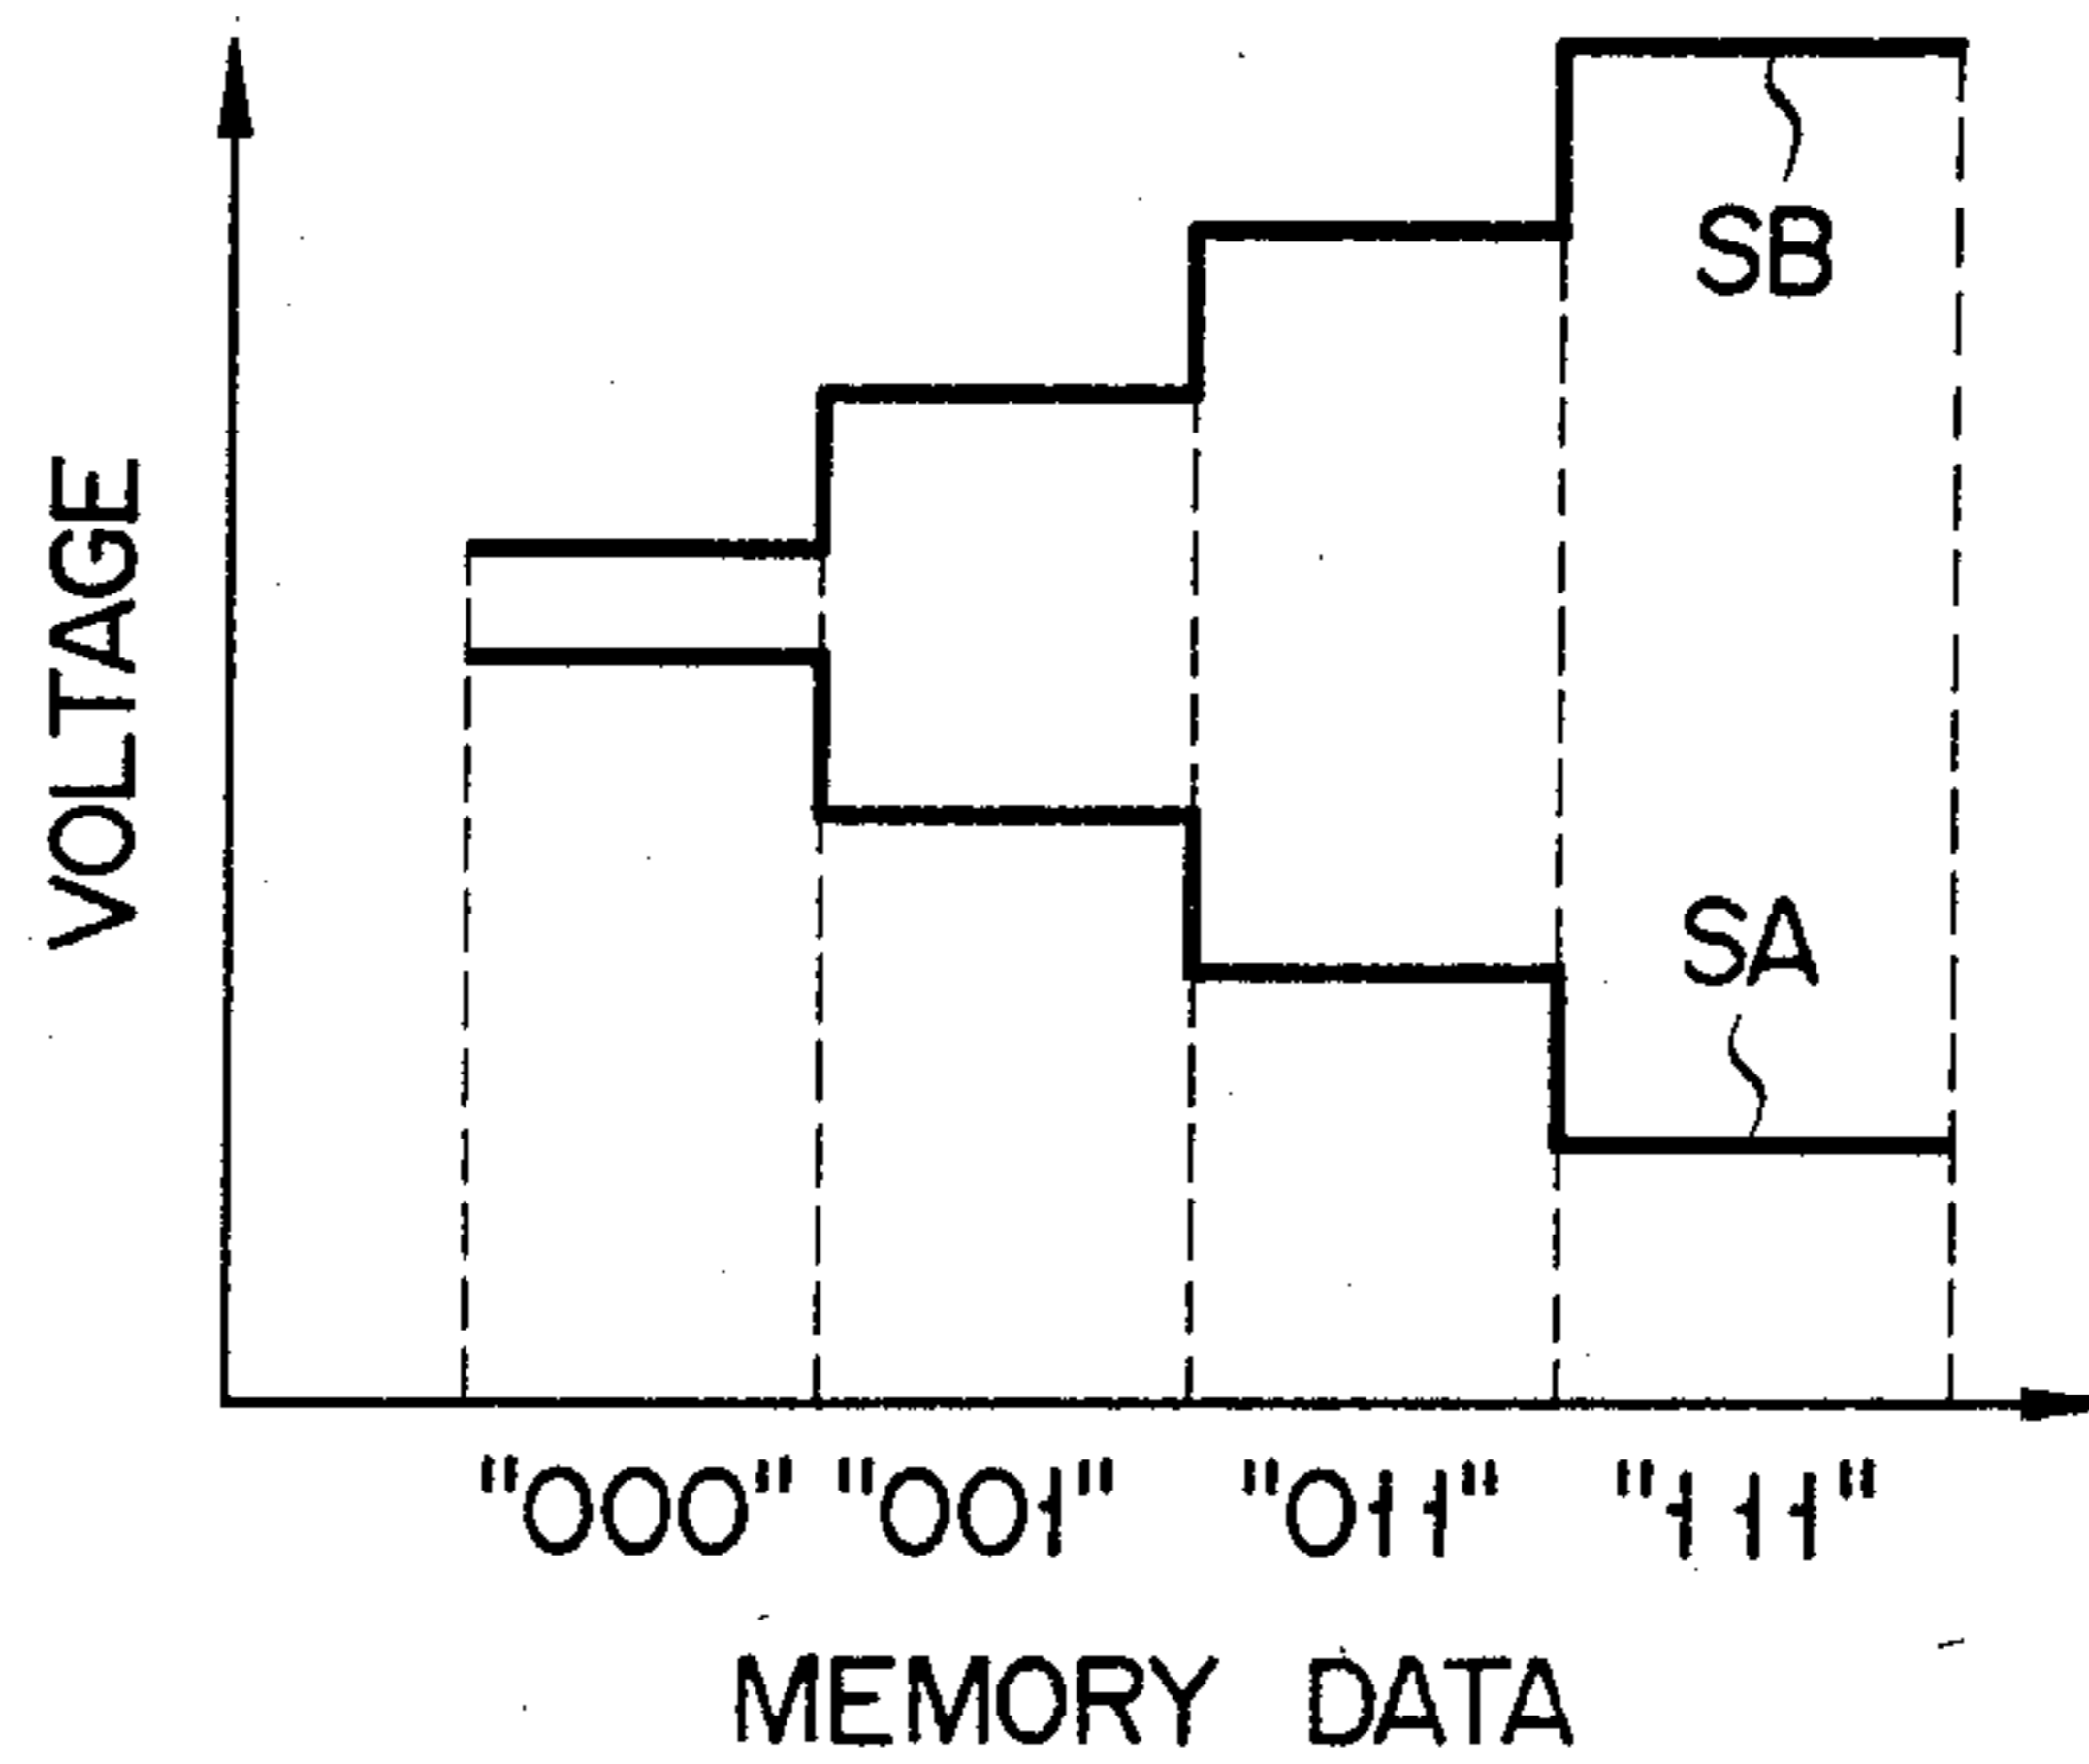 VOLTAGE
SB
SA
"000" "001" "011" "111"
MEMORY DATA